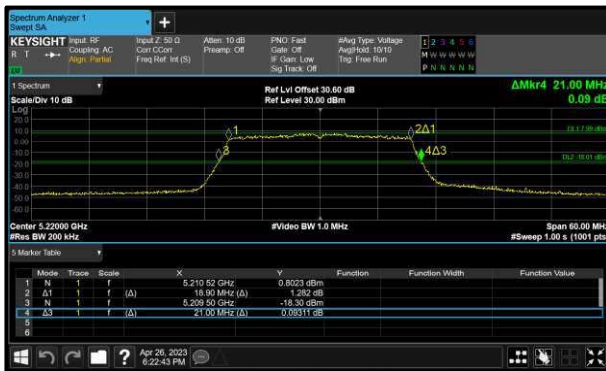 Spectrum Analyzer 1
Swept SA
KEYSIGHT Input: RF Input Z: 50 Ω Atten: 10 dB PNO: Fast #Avg Type: Voltage 1 2 3 4 5 6
R T Coupling: AC Corr CCorr Preamp: Off Gate: Off Avg|Hold: 10/10 M W W W W W
Align: Partial Freq Ref: Int (S) IF Gain: Low Trig: Free Run
Sig Track: Off P N N N N N
1 Spectrum Ref Lvl Offset 30.60 dB ΔMkr4 21.00 MHz
Scale/Div 10 dB Ref Level 30.00 dBm 0.09 dB
Log
20.0
10.0
0.00
-10.0
-20.0
-30.0
-40.0
-50.0
-60.0
1
2Δ1
3
4Δ3
DL1 7.99 dBm
DL2 -18.01 dBm
Center 5.22000 GHz #Video BW 1.0 MHz Span 60.00 MHz
#Res BW 200 kHz #Sweep 1.00 s (1001 pts)
5 Marker Table
Mode Trace Scale X Y Function Function Width Function Value
1 N 1 f 5.210 52 GHz 0.8023 dBm
2 Δ1 1 f (Δ) 18.90 MHz (Δ) 1.282 dB
3 N 1 f 5.209 50 GHz -18.30 dBm
4 Δ3 1 f (Δ) 21.00 MHz (Δ) 0.09311 dB
5
6
? Apr 26, 2023
6:22:43 PM